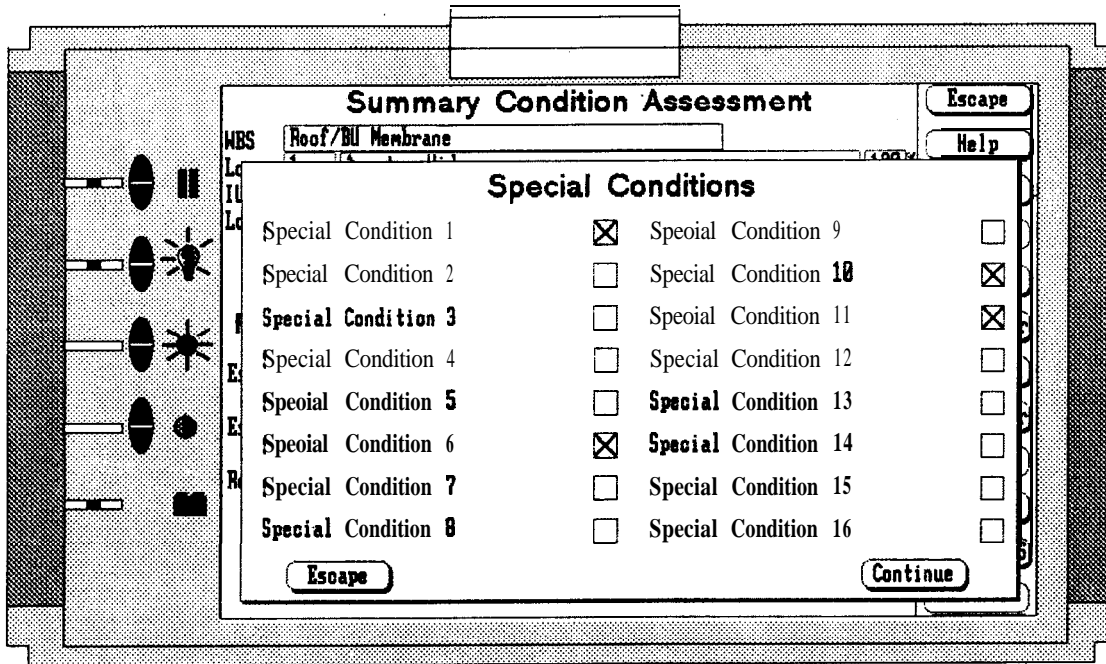 Summary Condition Assessment
Escape
WBS Roof/BU Membrane
Help
Special Conditions
Special Condition 1
Special Condition 2
Special Condition 3
Special Condition 4
Speoial Condition 5
Speoial Condition 6
Special Condition 7
Special Condition 8
Speoial Condition 9
Special Condition 10
Speoial Condition 11
Special Condition 12
Special Condition 13
Special Condition 14
Special Condition 15
Special Condition 16
Esoape
Continue